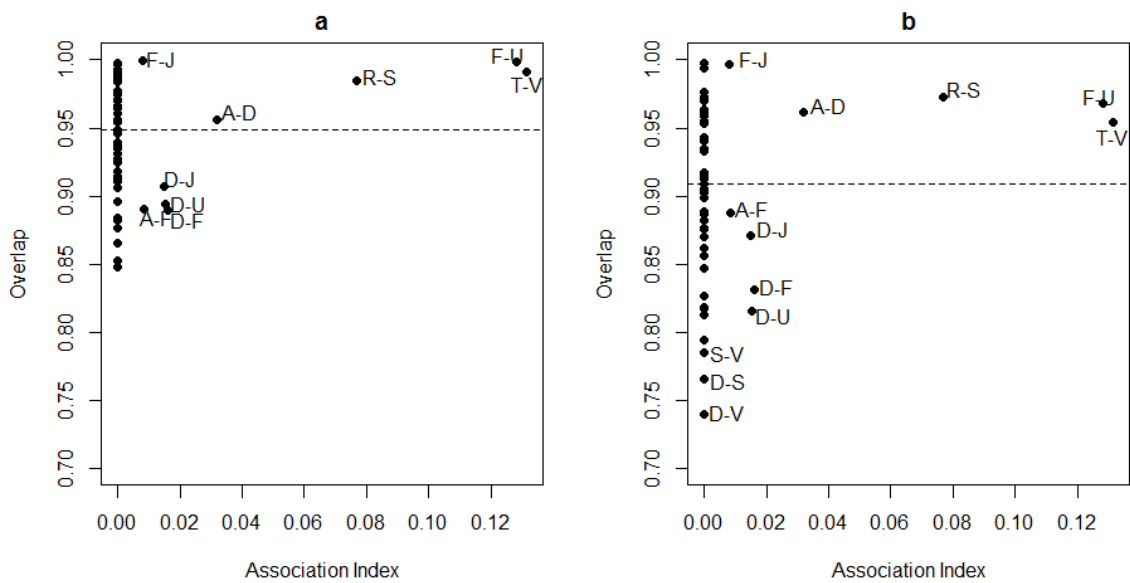 a
Overlap
1.00
0.95
0.90
0.85
0.80
0.75
0.70
F-J
F-U
T-V
R-S
A-D
D-J
D-U
A-F
D-F
0.00 0.02 0.04 0.06 0.08 0.10 0.12
Association Index
b
Overlap
1.00
0.95
0.90
0.85
0.80
0.75
0.70
F-J
R-S
F-U
A-D
T-V
A-F
D-J
D-F
D-U
S-V
D-S
D-V
0.00 0.02 0.04 0.06 0.08 0.10 0.12
Association Index